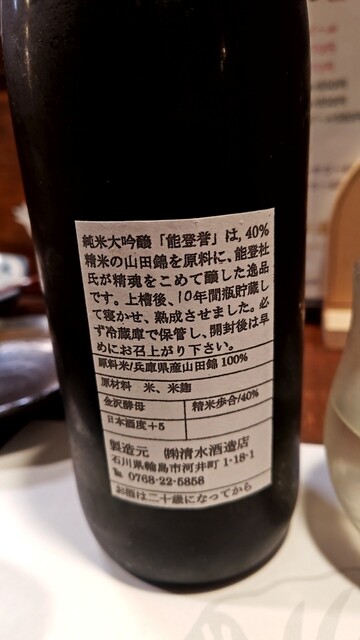 純米大吟醸「能登誉」は、40%
精米の山田錦を原料に、能登杜
氏が精魂をこめて醸した逸品
です。上槽後、10年間瓶貯蔵し
て寝かせ、熟成させました。必
ず冷蔵庫で保管し、開封後は早
めにお召上がり下さい。
原料米/兵庫県産山田錦100%
原材料 米、米麹
金沢酵母 精米歩合/40%
日本酒度+5
製造元 ㈱清水酒造店
石川県輪島市河井町1-18-1
℡ 0768-22-5858
お酒は二十歳になってから